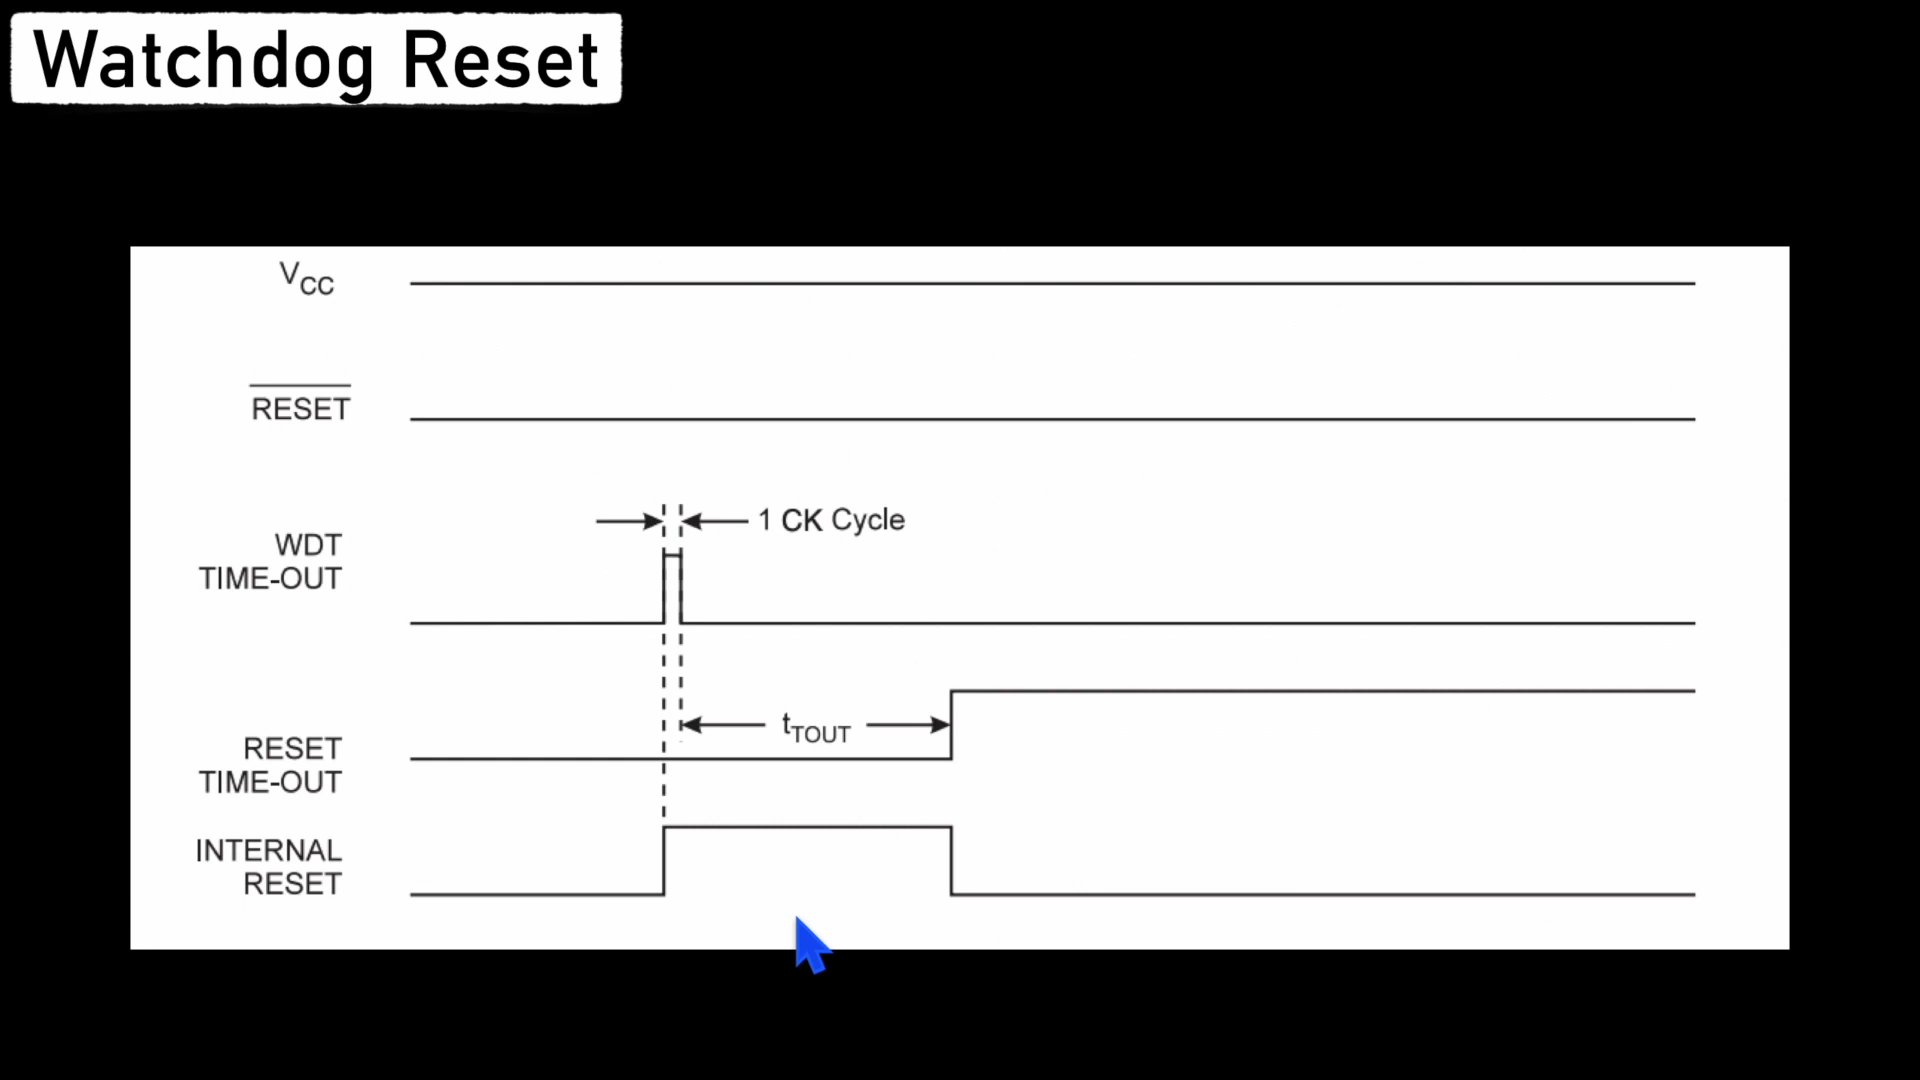 Watchdog Reset
VCC
RESET
1 CK Cycle
WDT
TIME-OUT
tTOUT
RESET
TIME-OUT
INTERNAL
RESET